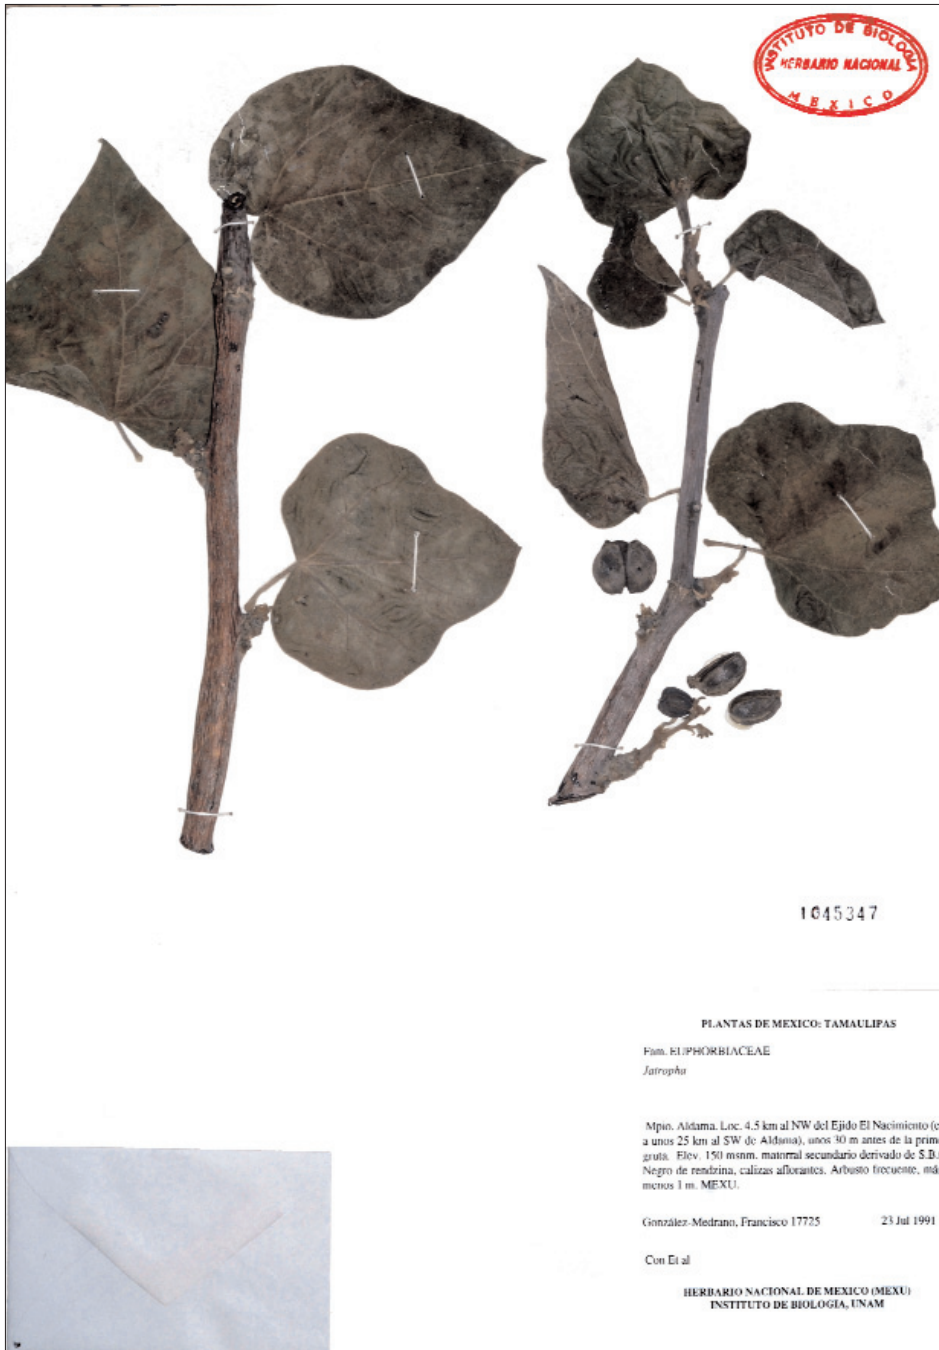 INSTITUTO DE BIOLOGIA
HERBARIO NACIONAL
MEXICO
1045347
PLANTAS DE MEXICO: TAMAULIPAS
Fam. EUPHORBIACEAE
Jatropha
Mpio. Aldama. Loc. 4.5 km al NW del Ejido El Nacimiento
a unos 25 km al SW de Aldama), unos 30 m antes de la
gruta. Elev. 150 msnm. matorral secundario derivado de S.B.
Negro de rendzina, calizas aflorantes. Arbusto frecuente,
menos 1 m. MEXU.
González-Medrano, Francisco 17725 23 Jul 1991
Con Et al
HERBARIO NACIONAL DE MEXICO (MEXU)
INSTITUTO DE BIOLOGIA, UNAM